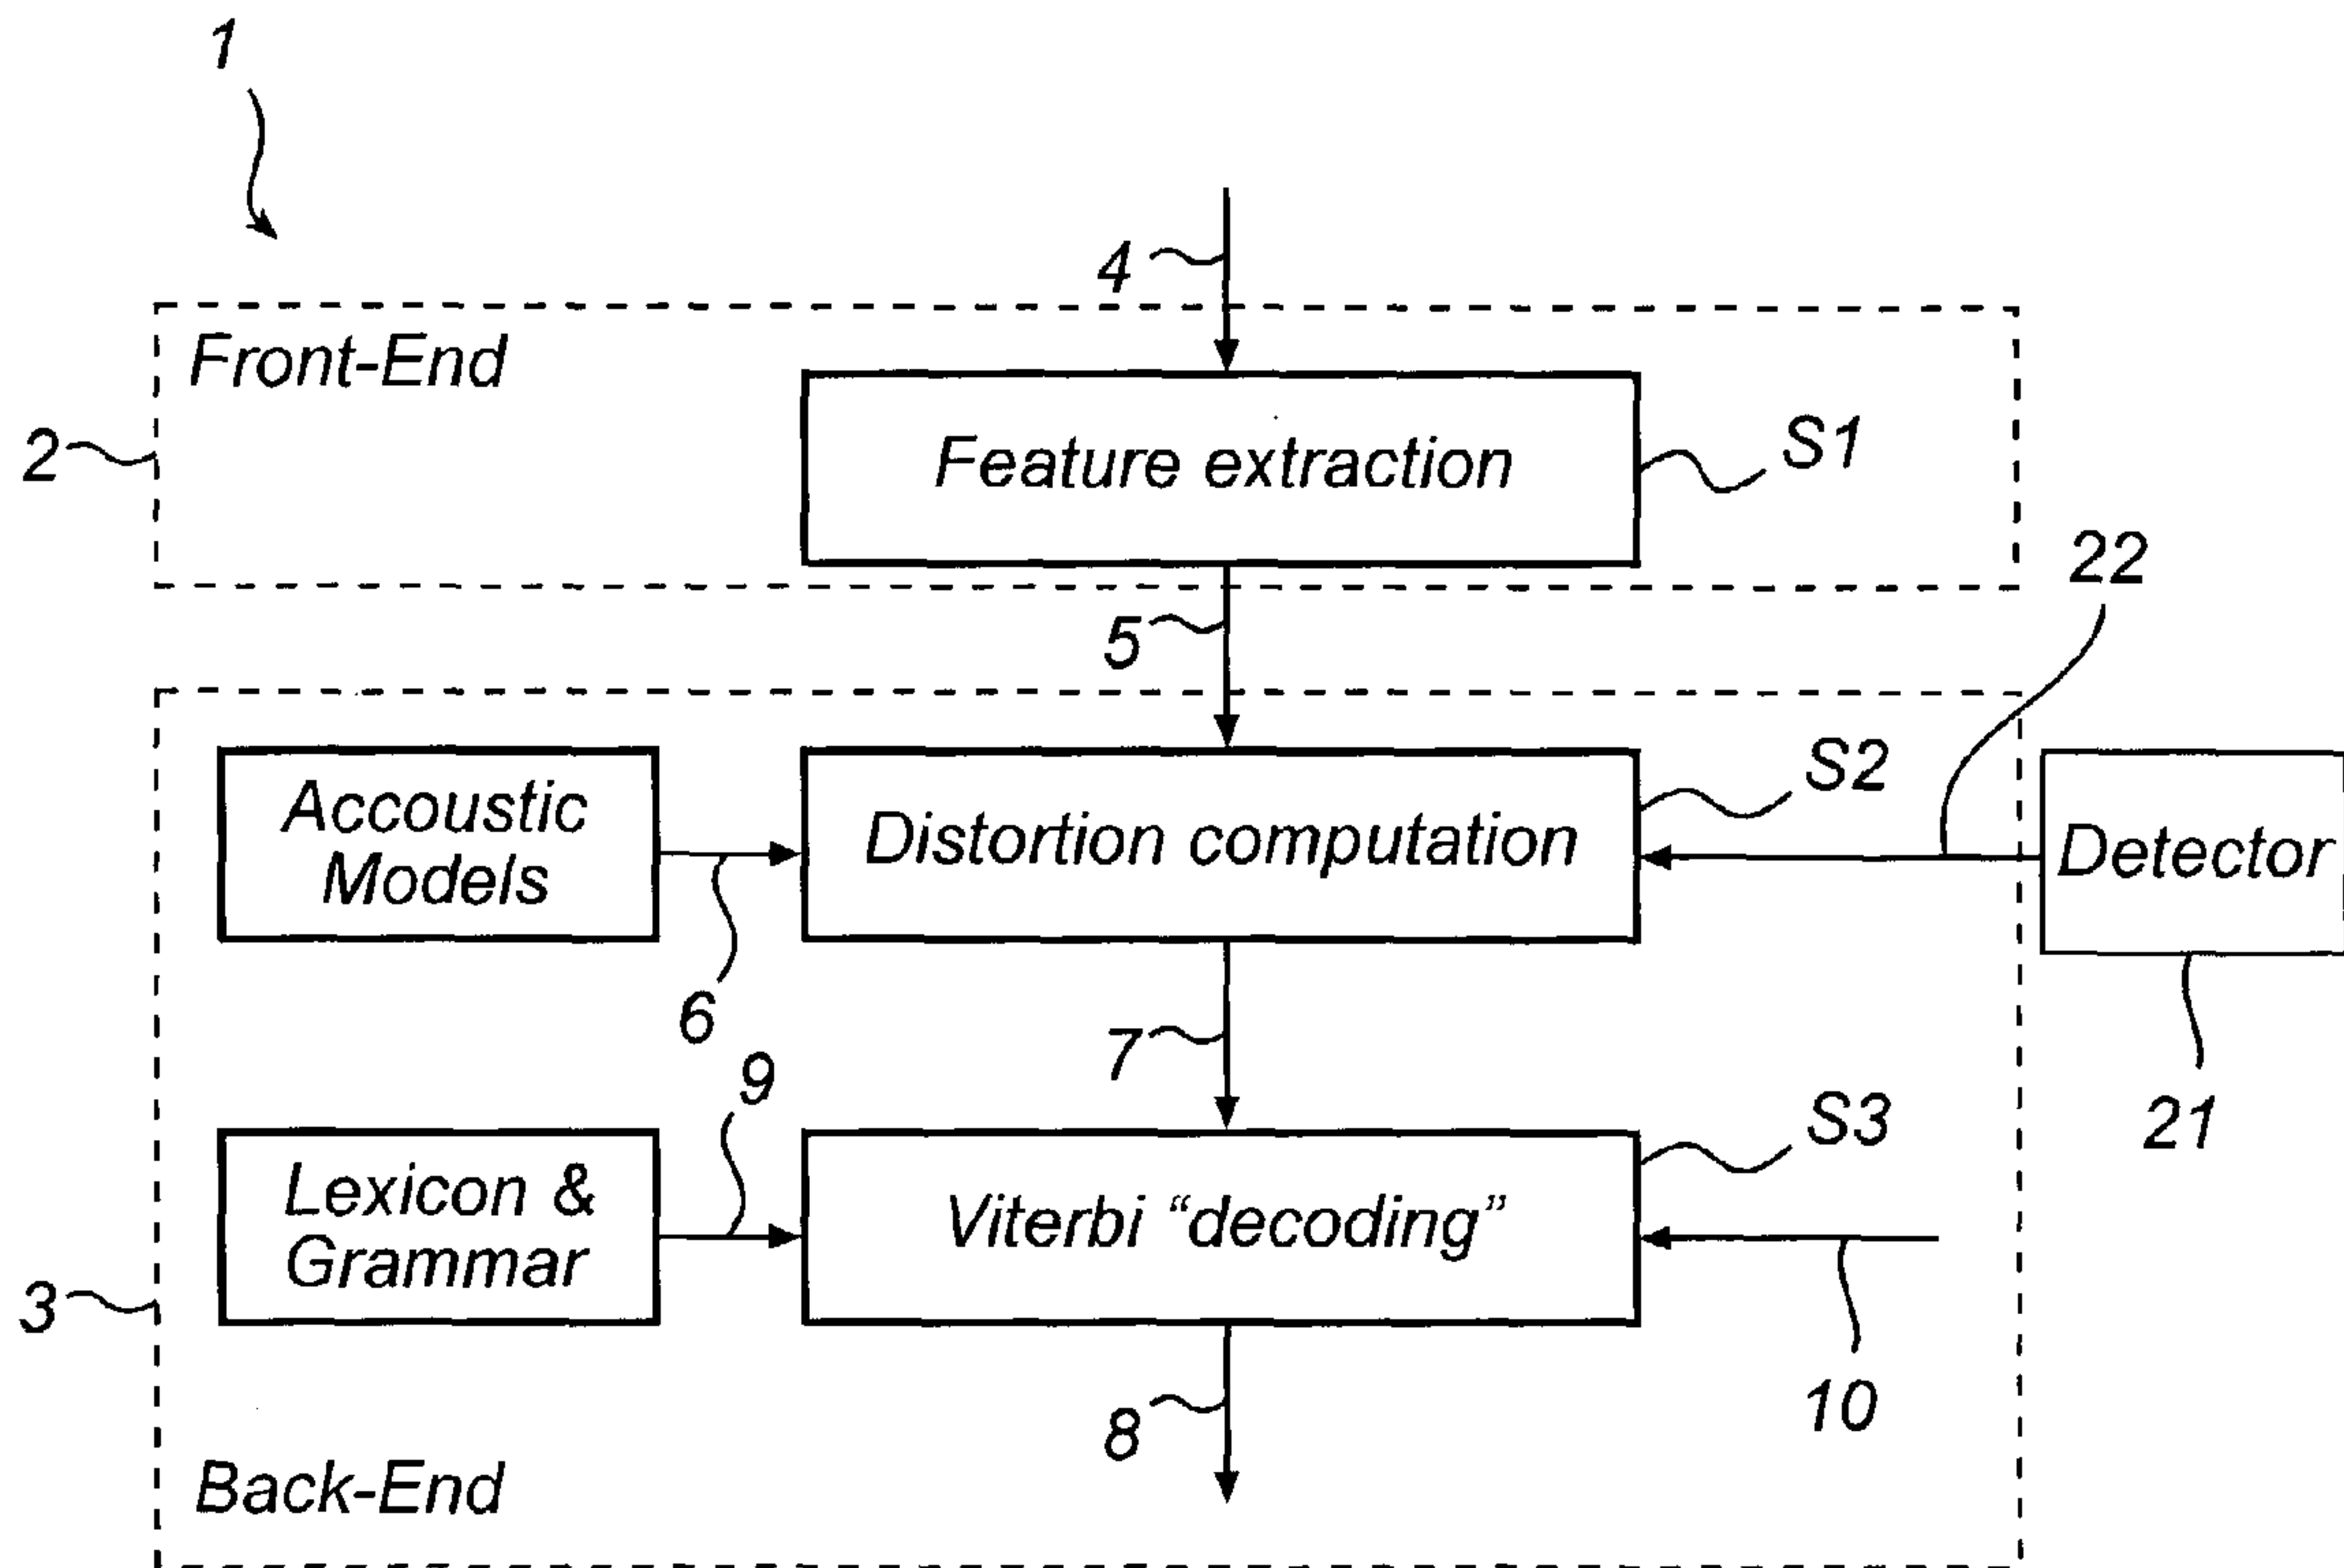 1
4
Front-End
2
Feature extraction
S1
22
5
S2
Accoustic
Models
Distortion computation
Detector
6
7
9
21
S3
Lexicon &
Grammar
Viterbi “decoding”
3
10
8
Back-End